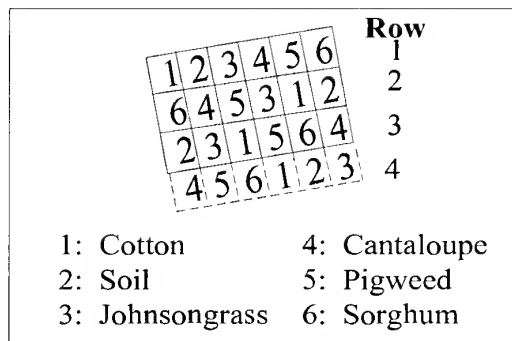 Row
1 2 3 4 5 6 1
6 4 5 3 1 2 2
2 3 1 5 6 4 3
4 5 6 1 2 3 4
1: Cotton 4: Cantaloupe
2: Soil 5: Pigweed
3: Johnsongrass 6: Sorghum